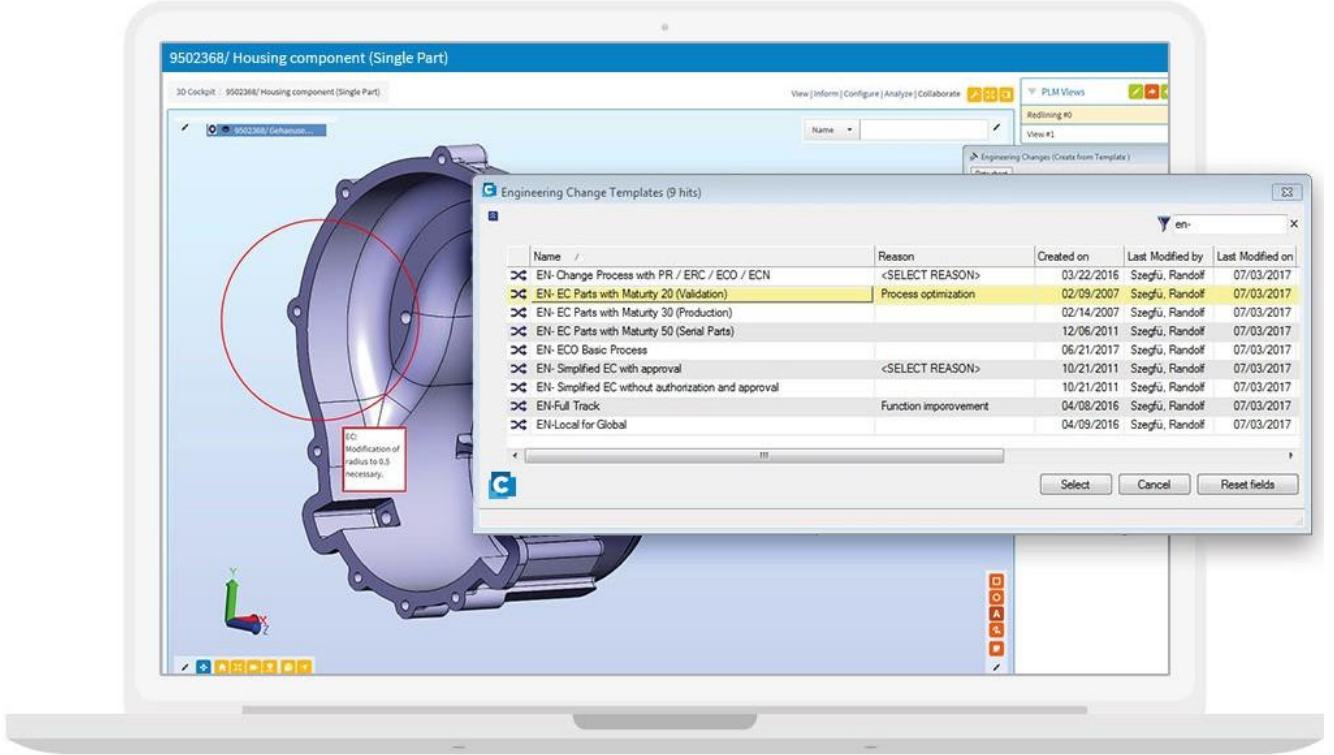 9502368/ Housing component (Single Part)
3D Cockpit / 9502368/ Housing component (Single Part)
View | Inform | Configure | Analyze | Collaborate
PLM Views
Redlining #0
View #1
9502368/ Gehaeuse...
Name
Engineering Changes (Create from Template )
Engineering Change Templates (9 hits)
en-
Name / Reason Created on Last Modified by Last Modified on
EN- Change Process with PR / ERC / ECO / ECN <SELECT REASON> 03/22/2016 Szegfü, Randolf 07/03/2017
EN- EC Parts with Maturity 20 (Validation) Process optimization 02/09/2007 Szegfü, Randolf 07/03/2017
EN- EC Parts with Maturity 30 (Production) 02/14/2007 Szegfü, Randolf 07/03/2017
EN- EC Parts with Maturity 50 (Serial Parts) 12/06/2011 Szegfü, Randolf 07/03/2017
EN- ECO Basic Process 06/21/2017 Szegfü, Randolf 07/03/2017
EN- Simplified EC with approval <SELECT REASON> 10/21/2011 Szegfü, Randolf 07/03/2017
EN- Simplified EC without authorization and approval 10/21/2011 Szegfü, Randolf 07/03/2017
EN-Full Track Function imporovement 04/08/2016 Szegfü, Randolf 07/03/2017
EN-Local for Global 04/09/2016 Szegfü, Randolf 07/03/2017
Select Cancel Reset fields
EC:
Modification of
radius to 0.5
necessary.
Y
X
Z
A